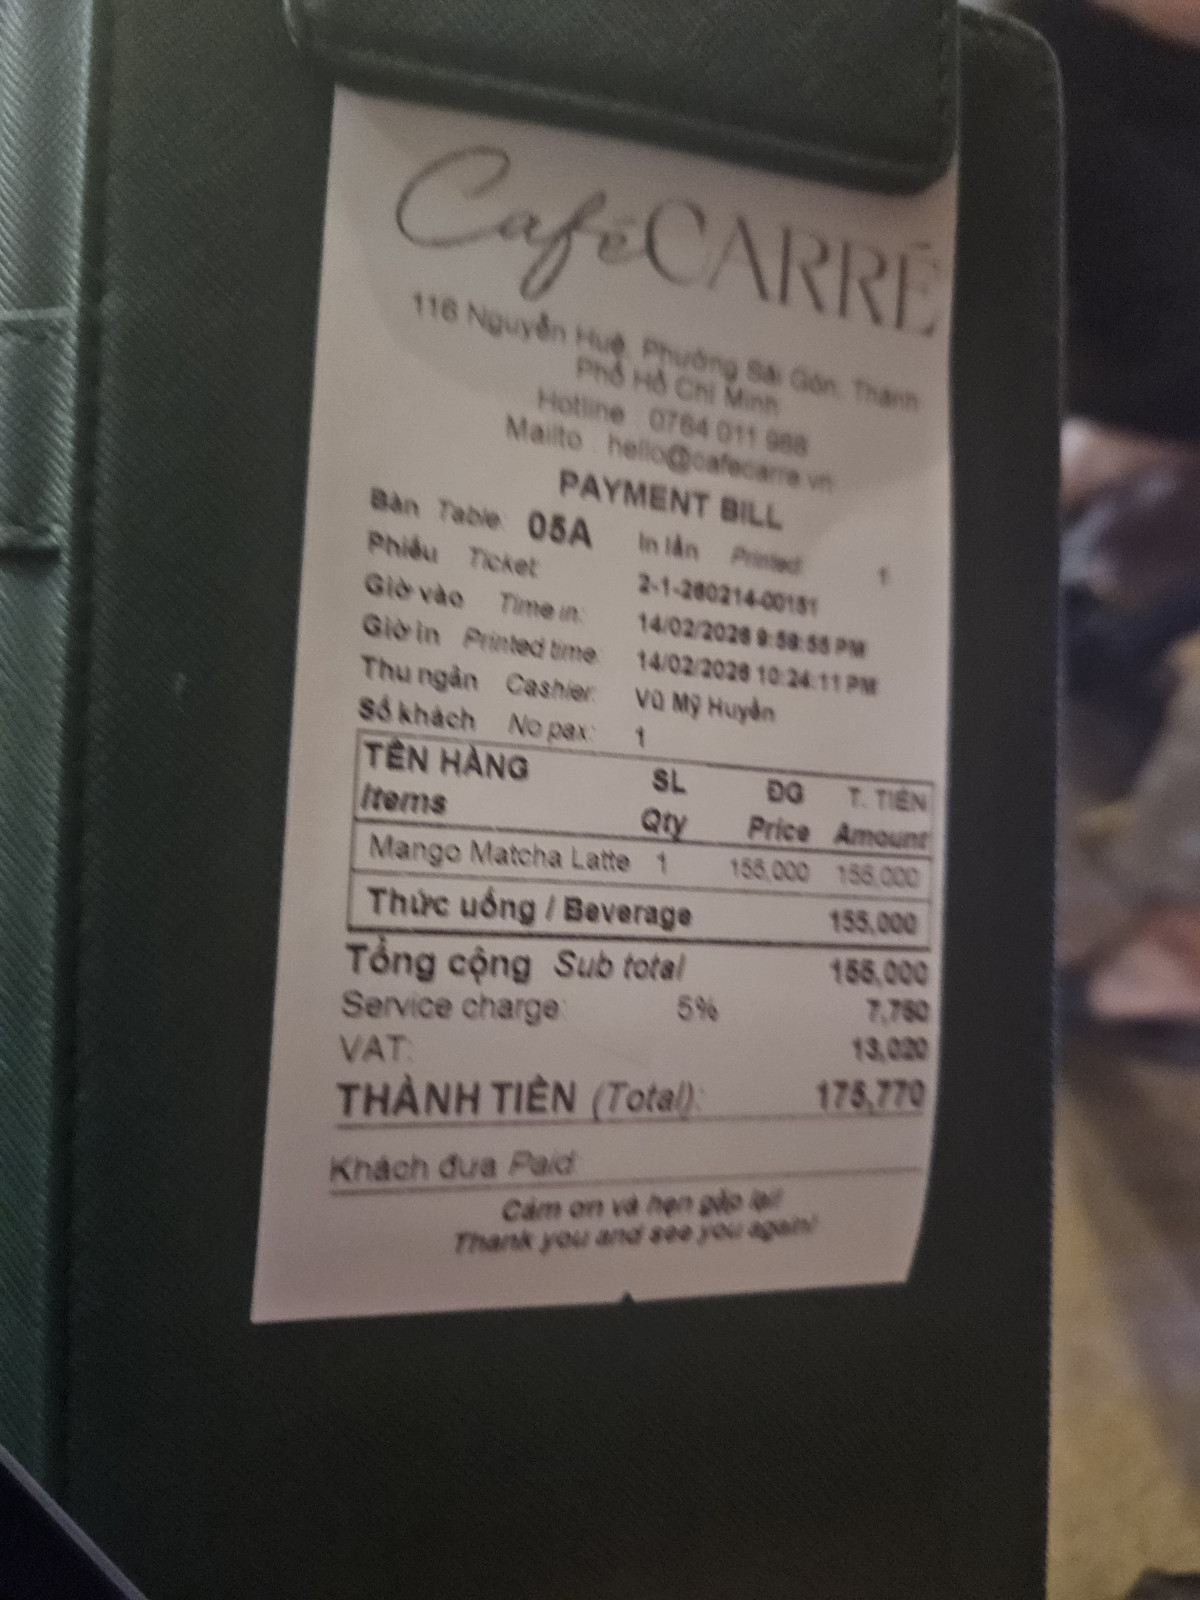 Café CARRÉ
116 Nguyễn Huệ, Phường Sài Gòn, Thành
Phố Hồ Chí Minh
Hotline : 0764 011 988
Mailto : hello@cafecarre.vn
PAYMENT BILL
Bàn Table: 05A In lần Printed: 1
Phiếu Ticket: 2-1-260214-00151
Giờ vào Time in: 14/02/2026 9:58:55 PM
Giờ in Printed time: 14/02/2026 10:24:11 PM
Thu ngân Cashier: Vũ Mỹ Huyền
Số khách No pax: 1
TÊN HÀNG SL ĐG T. TIỀN
Items Qty Price Amount
Mango Matcha Latte 1 155,000 155,000
Thức uống / Beverage 155,000
Tổng cộng Sub total 155,000
Service charge: 5% 7,750
VAT: 13,020
THÀNH TIỀN (Total): 175,770
Khách đưa Paid:
Cảm ơn và hẹn gặp lại!
Thank you and see you again!